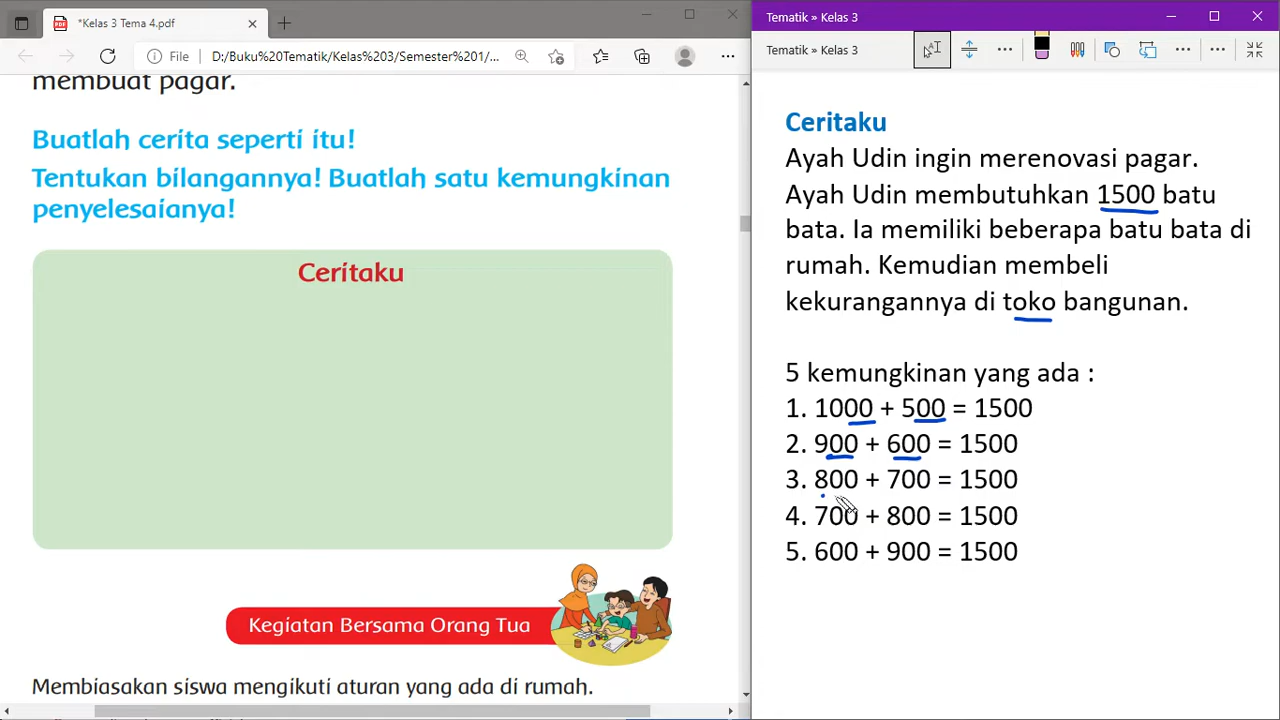 *Kelas 3 Tema 4.pdf
File
D:/Buku%20Tematik/Kelas%203/Semester%201/...
membuat pagar.
Buatlah cerita seperti itu!
Tentukan bilangannya! Buatlah satu kemungkinan
penyelesaianya!
Ceritaku
Kegiatan Bersama Orang Tua
Membiasakan siswa mengikuti aturan yang ada di rumah.
Tematik » Kelas 3
Tematik » Kelas 3
Ceritaku
Ayah Udin ingin merenovasi pagar.
Ayah Udin membutuhkan 1500 batu
bata. Ia memiliki beberapa batu bata di
rumah. Kemudian membeli
kekurangannya di toko bangunan.
5 kemungkinan yang ada :
1. 1000 + 500 = 1500
2. 900 + 600 = 1500
3. 800 + 700 = 1500
4. 700 + 800 = 1500
5. 600 + 900 = 1500